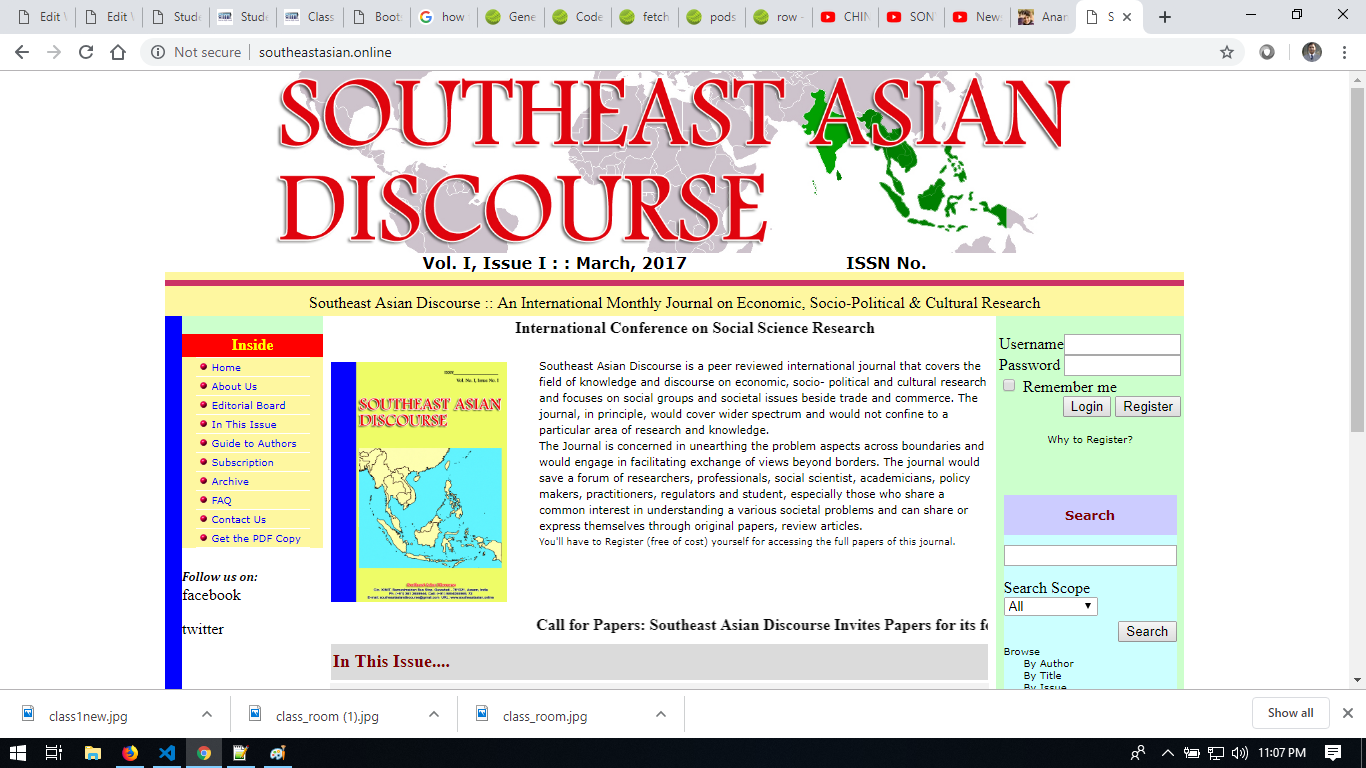 Edit \
Edit \
Stude
Stude
Class
Boots
how
Gene
Code
fetch
pods
row -
CHIN
SON
News
Anan
S
Not secure
southeastasian.online
SOUTHEAST ASIAN
DISCOURSE
Vol. I, Issue I : : March, 2017 ISSN No.
Southeast Asian Discourse :: An International Monthly Journal on Economic, Socio-Political & Cultural Research
Inside
Home
About Us
Editorial Board
In This Issue
Guide to Authors
Subscription
Archive
FAQ
Contact Us
Get the PDF Copy
Follow us on:
facebook
twitter
International Conference on Social Science Research
Vol. No. I, Issue No. I
SOUTHEAST ASIAN
DISCOURSE
Southeast Asian Discourse is a peer reviewed international journal that covers the
field of knowledge and discourse on economic, socio- political and cultural research
and focuses on social groups and societal issues beside trade and commerce. The
journal, in principle, would cover wider spectrum and would not confine to a
particular area of research and knowledge.
The Journal is concerned in unearthing the problem aspects across boundaries and
would engage in facilitating exchange of views beyond borders. The journal would
save a forum of researchers, professionals, social scientist, academicians, policy
makers, practitioners, regulators and student, especially those who share a
common interest in understanding a various societal problems and can share or
express themselves through original papers, review articles.
You'll have to Register (free of cost) yourself for accessing the full papers of this journal.
Call for Papers: Southeast Asian Discourse Invites Papers for its fo
In This Issue....
Username
Password
Remember me
Login Register
Why to Register?
Search
Search Scope
All
Search
Browse
By Author
By Title
By Issue
class1new.jpg
class_room (1).jpg
class_room.jpg
Show all
11:07 PM